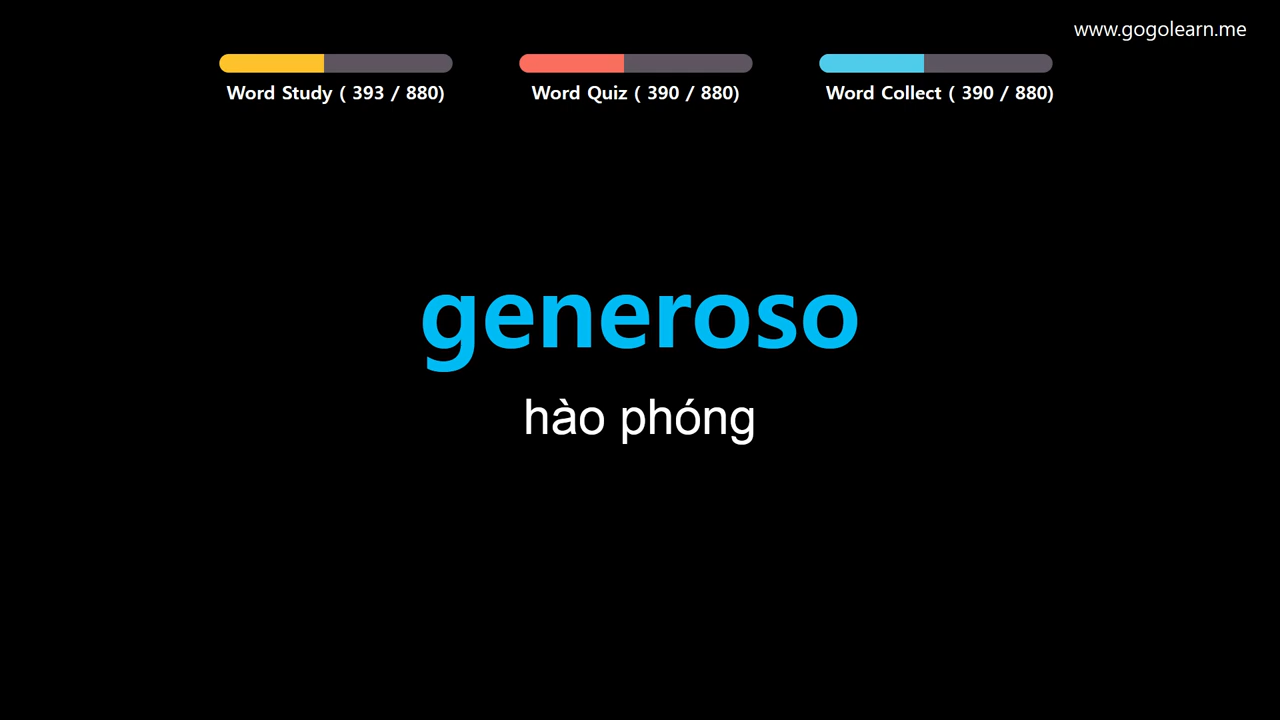 www.gogolearn.me
Word Study ( 393 / 880)
Word Quiz ( 390 / 880)
Word Collect ( 390 / 880)
generoso
hào phóng